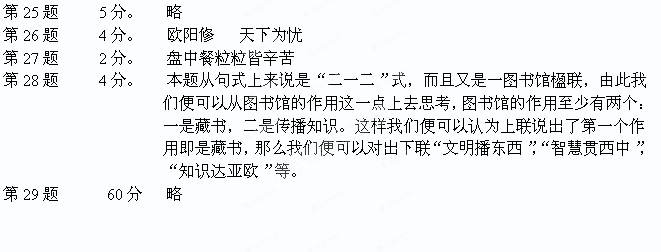 第 25 题 5 分。 略
第 26 题 4 分。 欧阳修 天下为忧
第 27 题 2 分。 盘中餐粒粒皆辛苦
第 28 题 4 分。 本题从句式上来说是“二一二”式，而且又是一图书馆楹联，由此我
们便可以从图书馆的作用这一点上去思考，图书馆的作用至少有两个：
一是藏书，二是传播知识。这样我们便可以认为上联说出了第一个作
用即是藏书，那么我们便可以对出下联“文明播东西”；“智慧贯西中”，
“知识达亚欧”等。
第 29 题 60 分 略